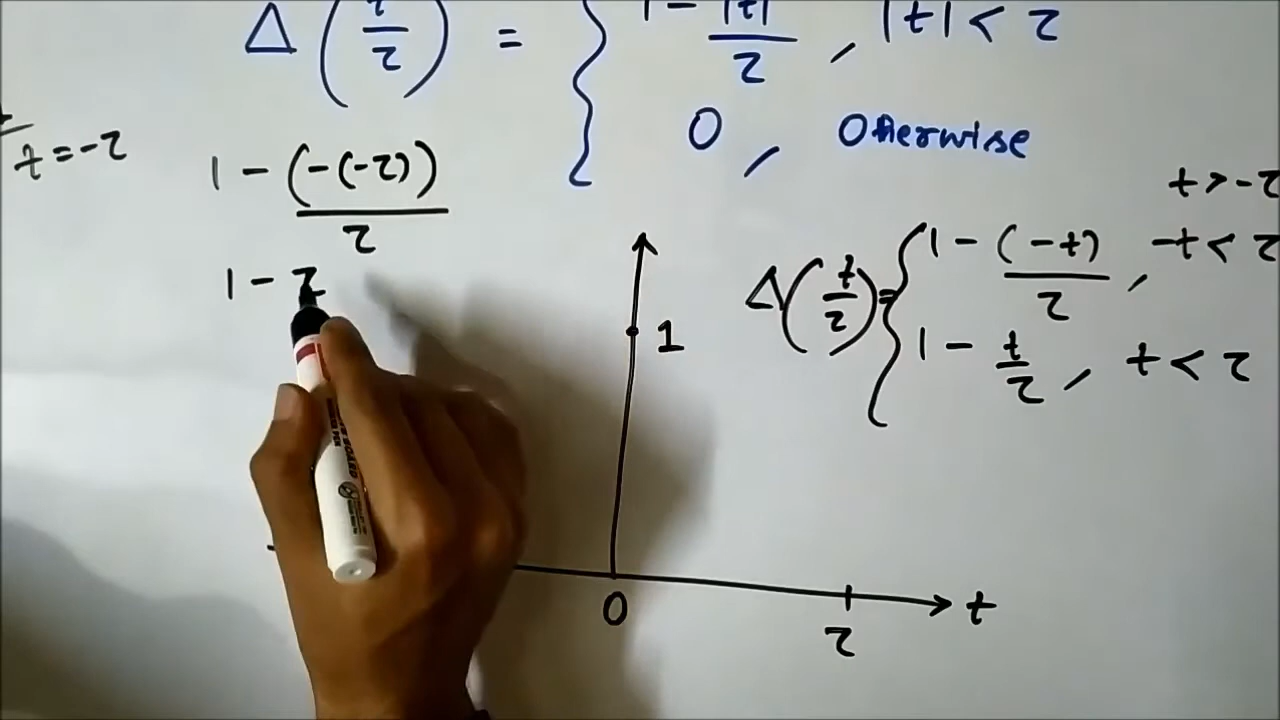 Δ(t/τ) = { 1 - |t|/τ , |t| < τ
0 , Otherwise
t = -τ
1 - (-(-τ))/τ
1 - τ
t > -τ
Δ(t/τ) = { 1 - (-t)/τ , -t < τ
1 - t/τ , t < τ
1
0
τ
t